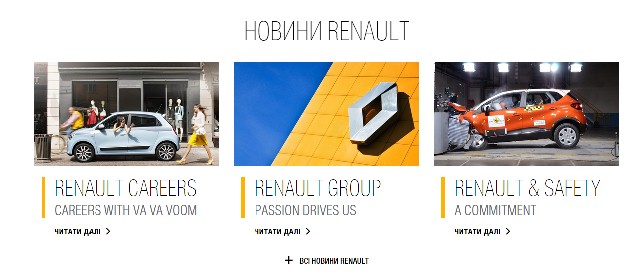 НОВИНИ RENAULT
RENAULT CAREERS
CAREERS WITH VA VA VOOM
ЧИТАТИ ДАЛІ
RENAULT GROUP
PASSION DRIVES US
ЧИТАТИ ДАЛІ
RENAULT & SAFETY
A COMMITMENT
ЧИТАТИ ДАЛІ
+ ВСІ НОВИНИ RENAULT